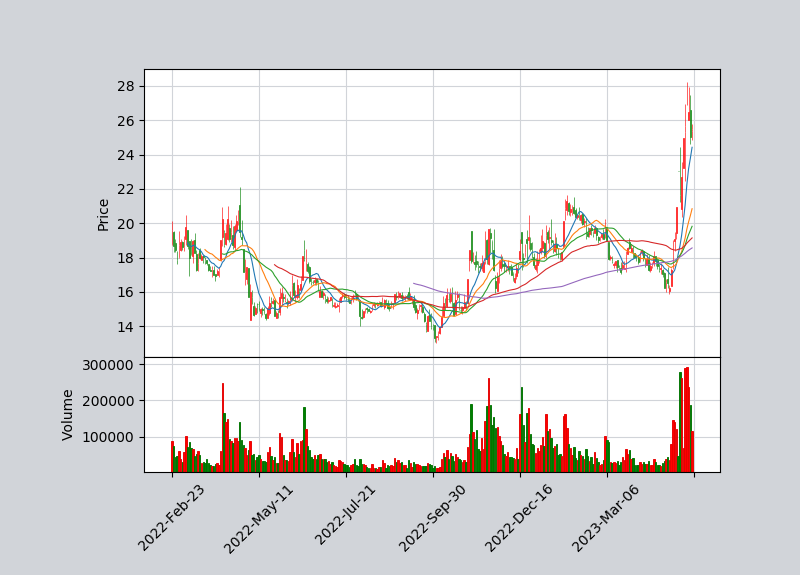 28
26
24
22
20
18
16
14
Price
300000
200000
100000
Volume
2022-Feb-23
2022-May-11
2022-Jul-21
2022-Sep-30
2022-Dec-16
2023-Mar-06